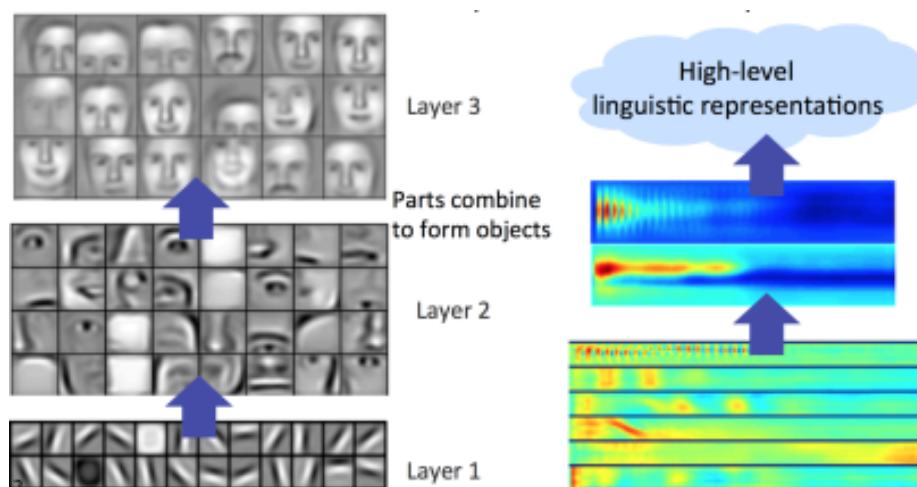 Layer 3
Parts combine
to form objects
Layer 2
Layer 1
High-level
linguistic representations